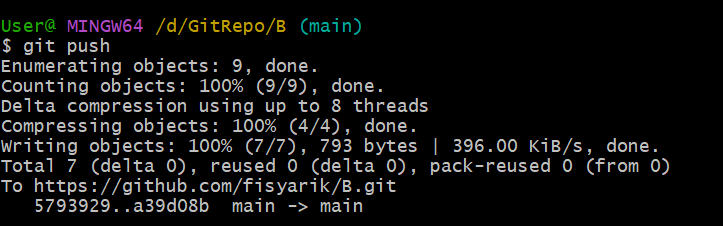 User@ MINGW64 /d/GitRepo/B (main)
$ git push
Enumerating objects: 9, done.
Counting objects: 100% (9/9), done.
Delta compression using up to 8 threads
Compressing objects: 100% (4/4), done.
Writing objects: 100% (7/7), 793 bytes | 396.00 KiB/s, done.
Total 7 (delta 0), reused 0 (delta 0), pack-reused 0 (from 0)
To https://github.com/fisyarik/B.git
   5793929..a39d08b  main -> main